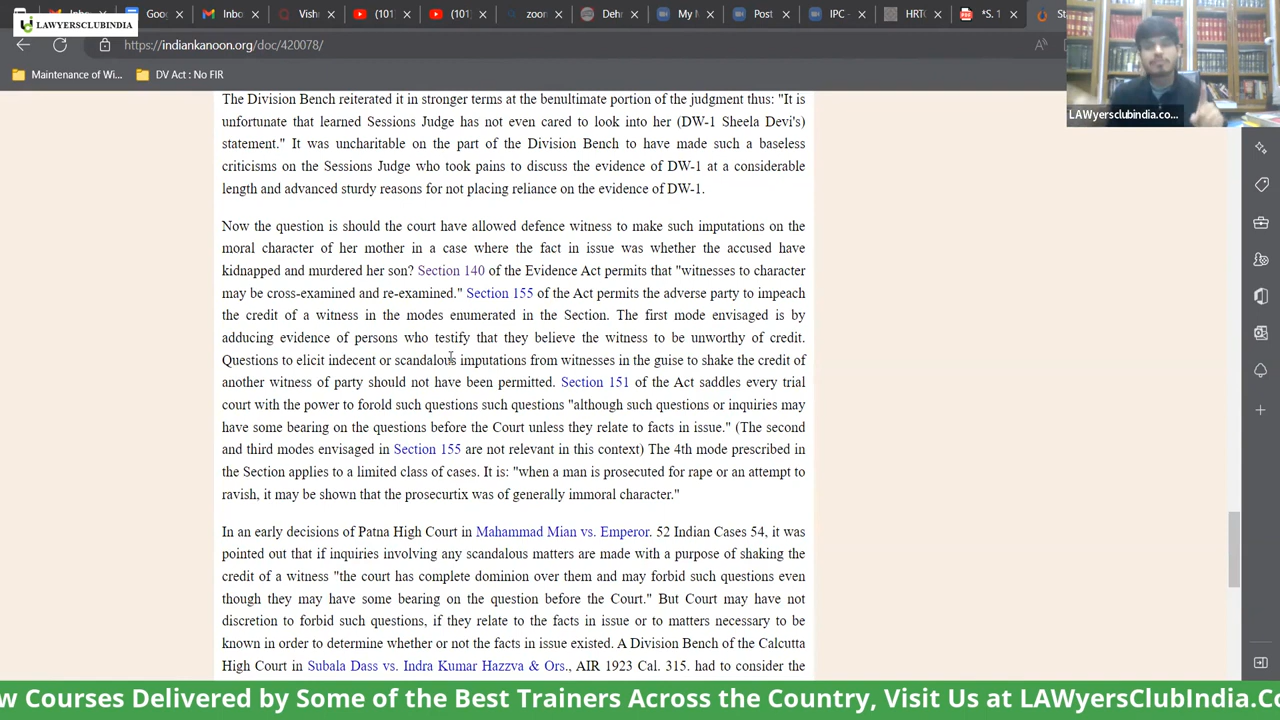 LAWYERSCLUBINDIA
Goo
Inbo
Vish
(101
(101
Deh
My N
Post
C -
HRT
*S.
St
https://indiankanoon.org/doc/420078/
Maintenance of Wi...
DV Act : No FIR
LAWyersclubindia.co...
The Division Bench reiterated it in stronger terms at the benultimate portion of the judgment thus: "It is
unfortunate that learned Sessions Judge has not even cared to look into her (DW-1 Sheela Devi's)
statement." It was uncharitable on the part of the Division Bench to have made such a baseless
criticisms on the Sessions Judge who took pains to discuss the evidence of DW-1 at a considerable
length and advanced sturdy reasons for not placing reliance on the evidence of DW-1.
Now the question is should the court have allowed defence witness to make such imputations on the
moral character of her mother in a case where the fact in issue was whether the accused have
kidnapped and murdered her son? Section 140 of the Evidence Act permits that "witnesses to character
may be cross-examined and re-examined." Section 155 of the Act permits the adverse party to impeach
the credit of a witness in the modes enumerated in the Section. The first mode envisaged is by
adducing evidence of persons who testify that they believe the witness to be unworthy of credit.
Questions to elicit indecent or scandalous imputations from witnesses in the guise to shake the credit of
another witness of party should not have been permitted. Section 151 of the Act saddles every trial
court with the power to forold such questions such questions "although such questions or inquiries may
have some bearing on the questions before the Court unless they relate to facts in issue." (The second
and third modes envisaged in Section 155 are not relevant in this context) The 4th mode prescribed in
the Section applies to a limited class of cases. It is: "when a man is prosecuted for rape or an attempt to
ravish, it may be shown that the prosecurtix was of generally immoral character."
In an early decisions of Patna High Court in Mahammad Mian vs. Emperor. 52 Indian Cases 54, it was
pointed out that if inquiries involving any scandalous matters are made with a purpose of shaking the
credit of a witness "the court has complete dominion over them and may forbid such questions even
though they may have some bearing on the question before the Court." But Court may have not
discretion to forbid such questions, if they relate to the facts in issue or to matters necessary to be
known in order to determine whether or not the facts in issue existed. A Division Bench of the Calcutta
High Court in Subala Dass vs. Indra Kumar Hazzva & Ors., AIR 1923 Cal. 315. had to consider the
w Courses Delivered by Some of the Best Trainers Across the Country, Visit Us at LAWyersClubIndia.Co